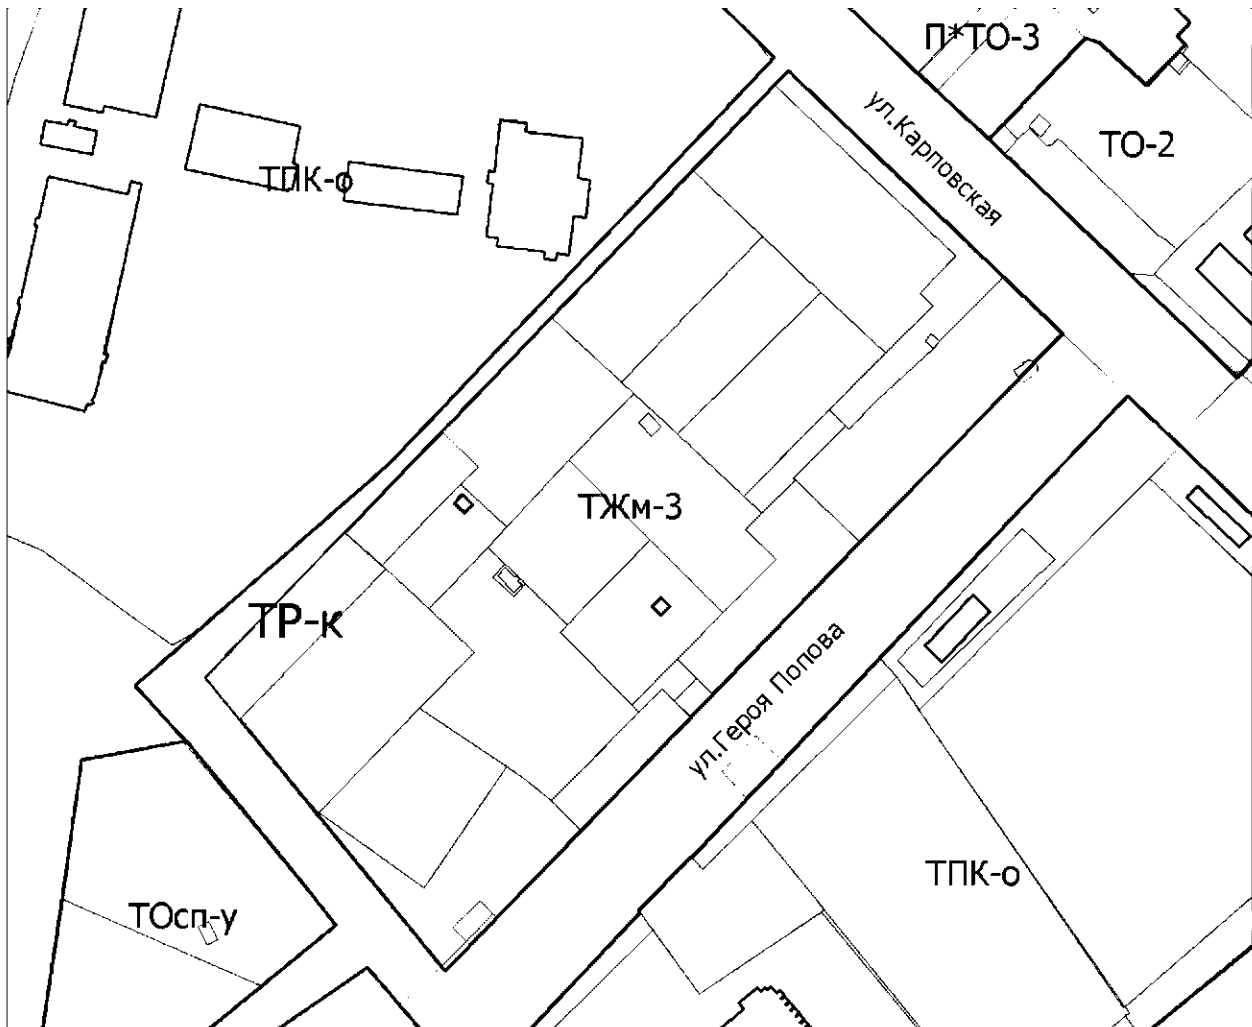 П*ТО-3
ул.Карповская
ТО-2
ТПК-о
ТЖм-3
ТР-к
ул.Героя Попова
ТПК-о
ТОсп-у